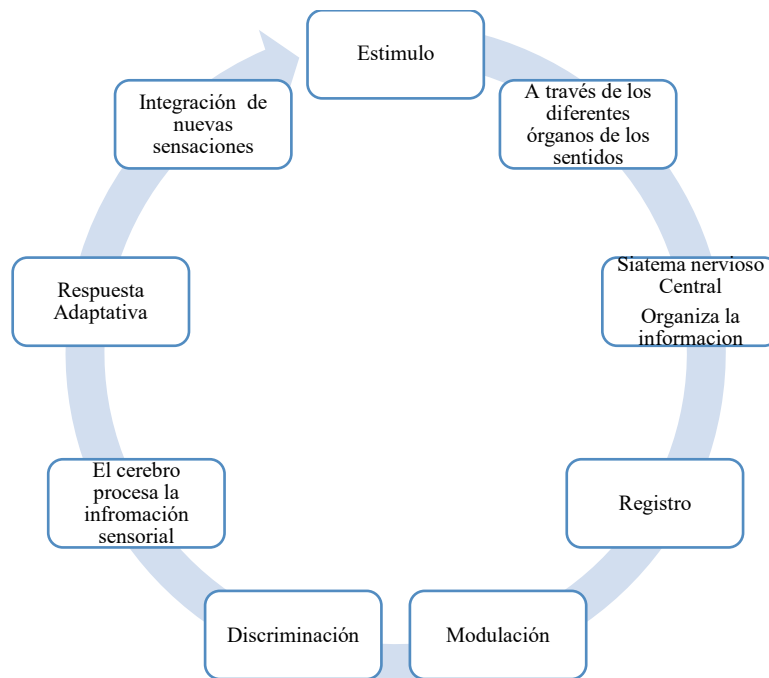 Estimulo
A través de los
diferentes
órganos de los
sentidos
Siatema nervioso
Central
Organiza la
informacion
Registro
Modulación
Discriminación
El cerebro
procesa la
infromación
sensorial
Respuesta
Adaptativa
Integración de
nuevas
sensaciones